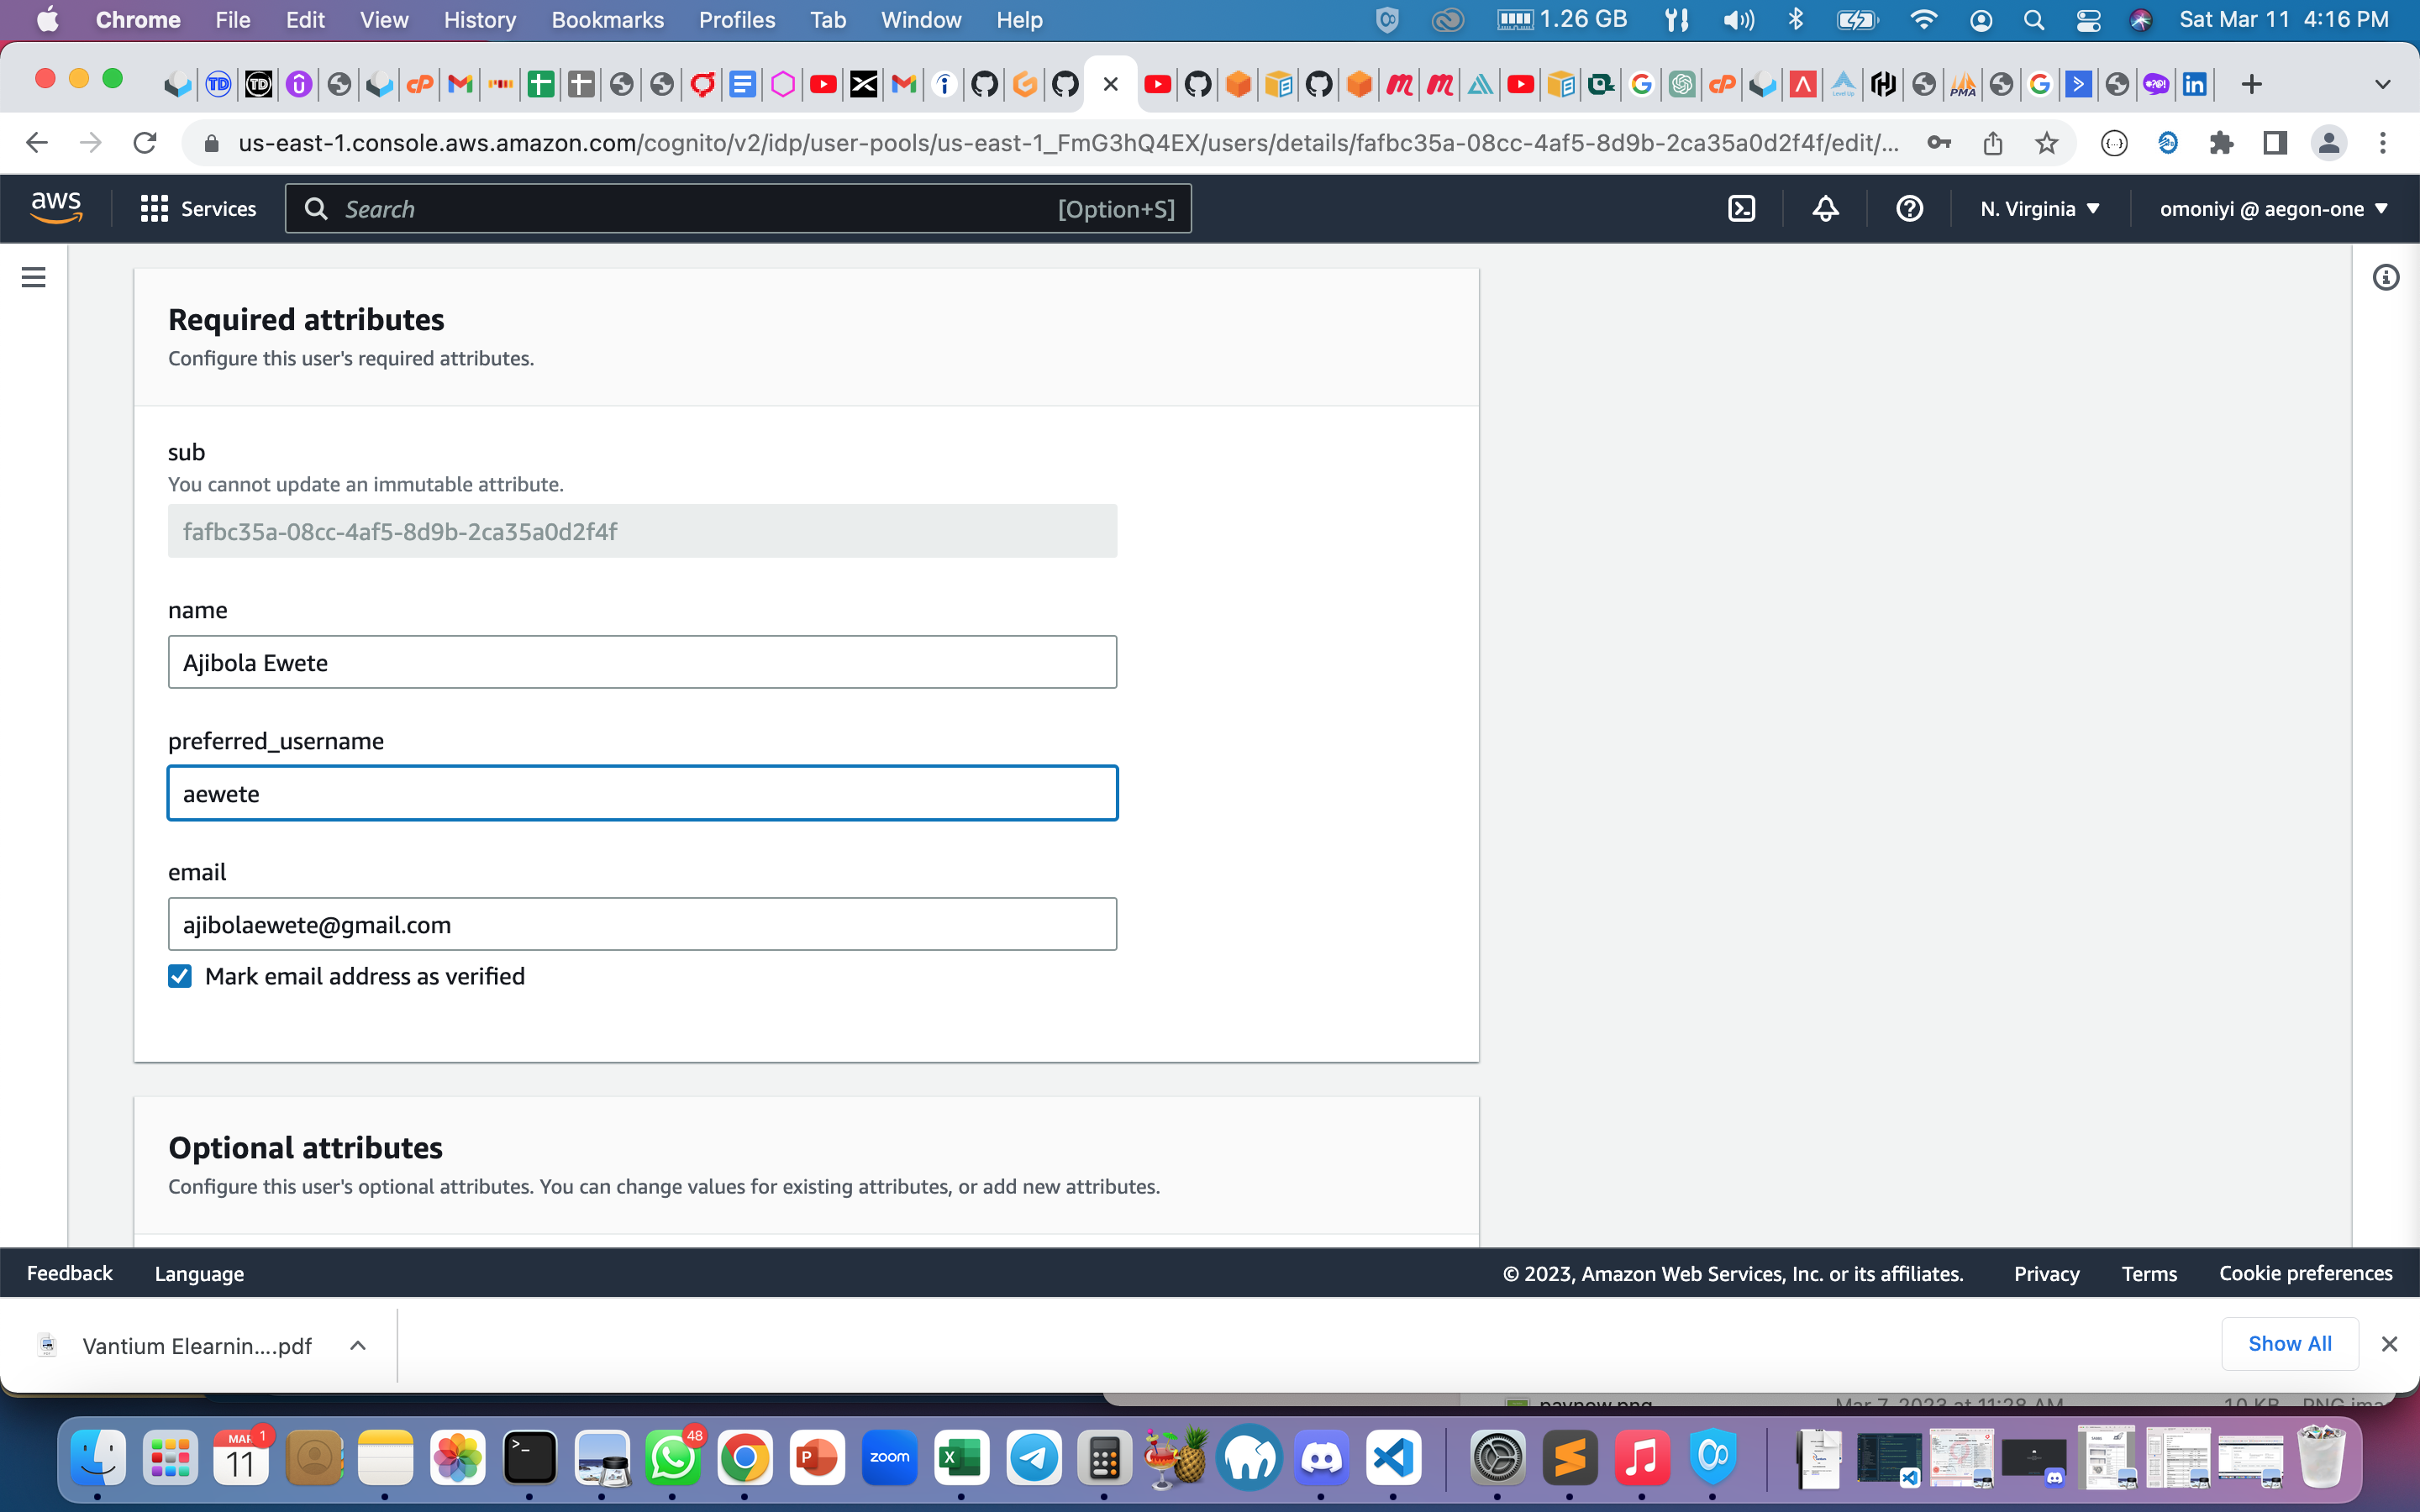 Chrome File Edit View History Bookmarks Profiles Tab Window Help 1.26 GB Sat Mar 11 4:16 PM
us-east-1.console.aws.amazon.com/cognito/v2/idp/user-pools/us-east-1_FmG3hQ4EX/users/details/fafbc35a-08cc-4af5-8d9b-2ca35a0d2f4f/edit/...
aws Services Search [Option+S] N. Virginia omoniyi @ aegon-one
Required attributes
Configure this user's required attributes.
sub
You cannot update an immutable attribute.
fafbc35a-08cc-4af5-8d9b-2ca35a0d2f4f
name
Ajibola Ewete
preferred_username
aewete
email
ajibolaewete@gmail.com
Mark email address as verified
Optional attributes
Configure this user's optional attributes. You can change values for existing attributes, or add new attributes.
Feedback Language © 2023, Amazon Web Services, Inc. or its affiliates. Privacy Terms Cookie preferences
Vantium Elearnin....pdf Show All
MAR 1 48
11 zoom